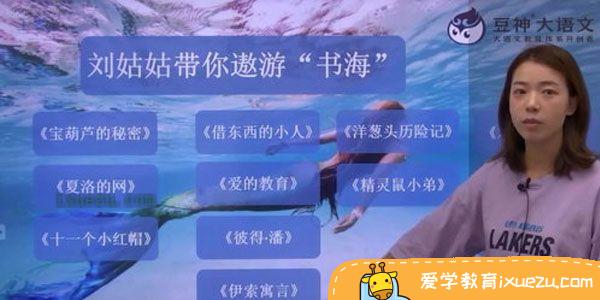 豆神大语文
刘姑姑带你遨游“书海”
《宝葫芦的秘密》
《借东西的小人》
《洋葱头历险记》
《夏洛的网》
《爱的教育》
《精灵鼠小弟》
《十一个小红帽》
《彼得·潘》
《伊索寓言》
LAKERS
爱学教育ixuezu.com